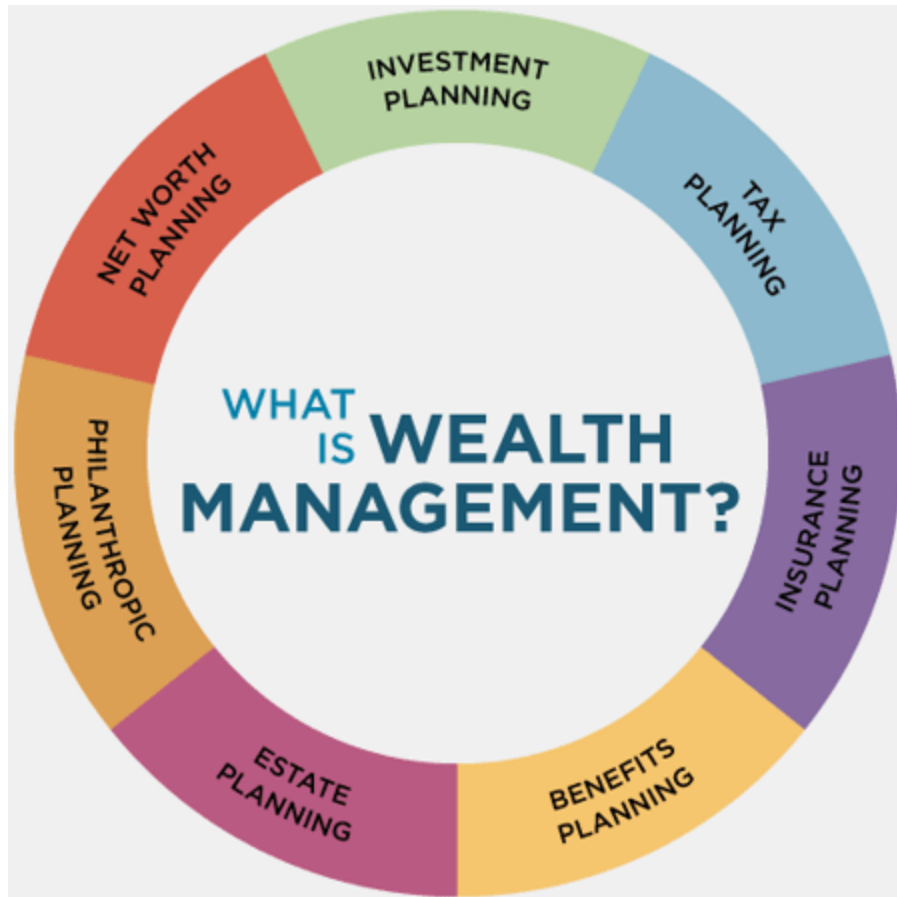 WHAT
IS WEALTH
MANAGEMENT?
INVESTMENT
PLANNING
TAX
PLANNING
INSURANCE
PLANNING
BENEFITS
PLANNING
ESTATE
PLANNING
PHILANTHROPIC
PLANNING
NET WORTH
PLANNING